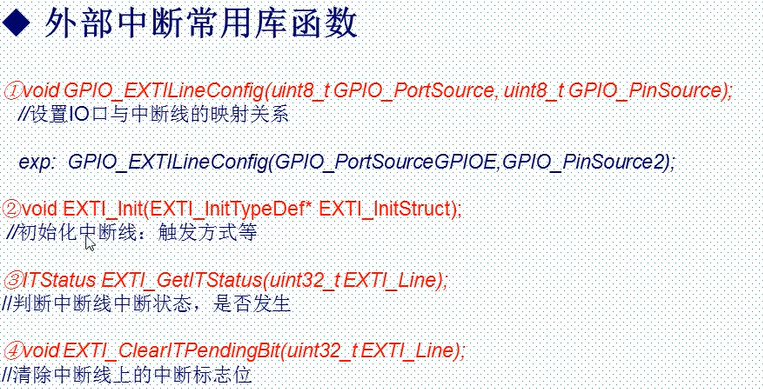 ◆ 外部中断常用库函数
①void GPIO_EXTILineConfig(uint8_t GPIO_PortSource, uint8_t GPIO_PinSource);
//设置IO口与中断线的映射关系
exp: GPIO_EXTILineConfig(GPIO_PortSourceGPIOE,GPIO_PinSource2);
②void EXTI_Init(EXTI_InitTypeDef* EXTI_InitStruct);
//初始化中断线：触发方式等
③ITStatus EXTI_GetITStatus(uint32_t EXTI_Line);
//判断中断线中断状态，是否发生
④void EXTI_ClearITPendingBit(uint32_t EXTI_Line);
//清除中断线上的中断标志位